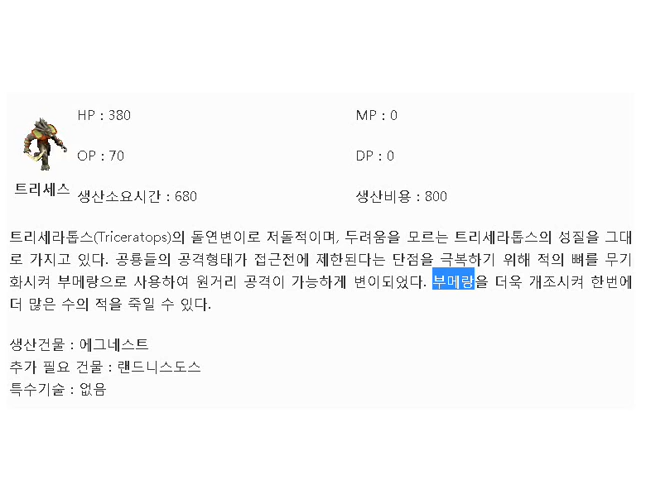 HP : 380
MP : 0
OP : 70
DP : 0
트리세스
생산소요시간 : 680
생산비용 : 800
트리세라톱스(Triceratops)의 돌연변이로 저돌적이며, 두려움을 모르는 트리세라톱스의 성질을 그대
로 가지고 있다. 공룡들의 공격형태가 접근전에 제한된다는 단점을 극복하기 위해 적의 뼈를 무기
화시켜 부메랑으로 사용하여 원거리 공격이 가능하게 변이되었다. 부메랑을 더욱 개조시켜 한번에
더 많은 수의 적을 죽일 수 있다.
생산건물 : 에그네스트
추가 필요 건물 : 랜드니스도스
특수기술 : 없음